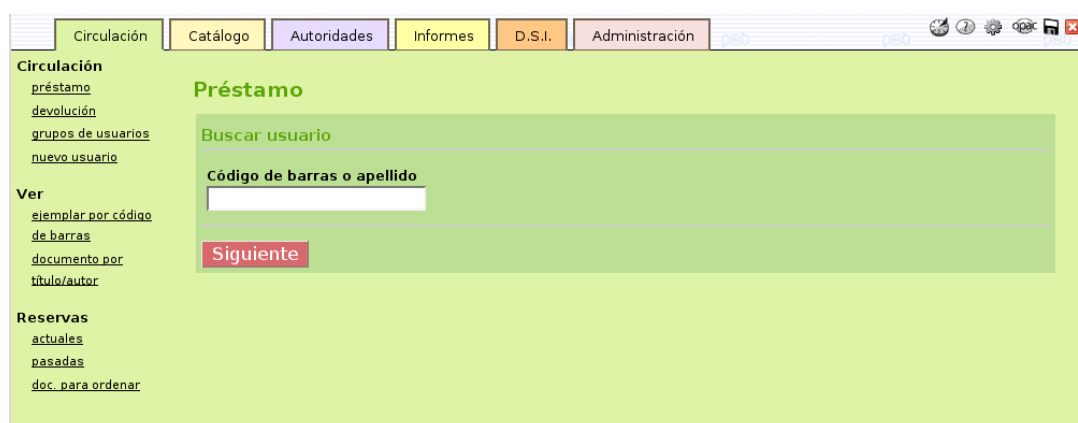 Circulación Catálogo Autoridades Informes D.S.I. Administración pmb pmb opac
Circulación
préstamo
devolución
grupos de usuarios
nuevo usuario
Ver
ejemplar por código
de barras
documento por
título/autor
Reservas
actuales
pasadas
doc. para ordenar
Préstamo
Buscar usuario
Código de barras o apellido
Siguiente